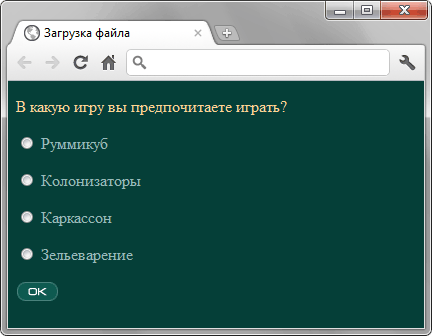 Загрузка файла
В какую игру вы предпочитаете играть?
Руммикуб
Колонизаторы
Каркассон
Зельеварение
OK